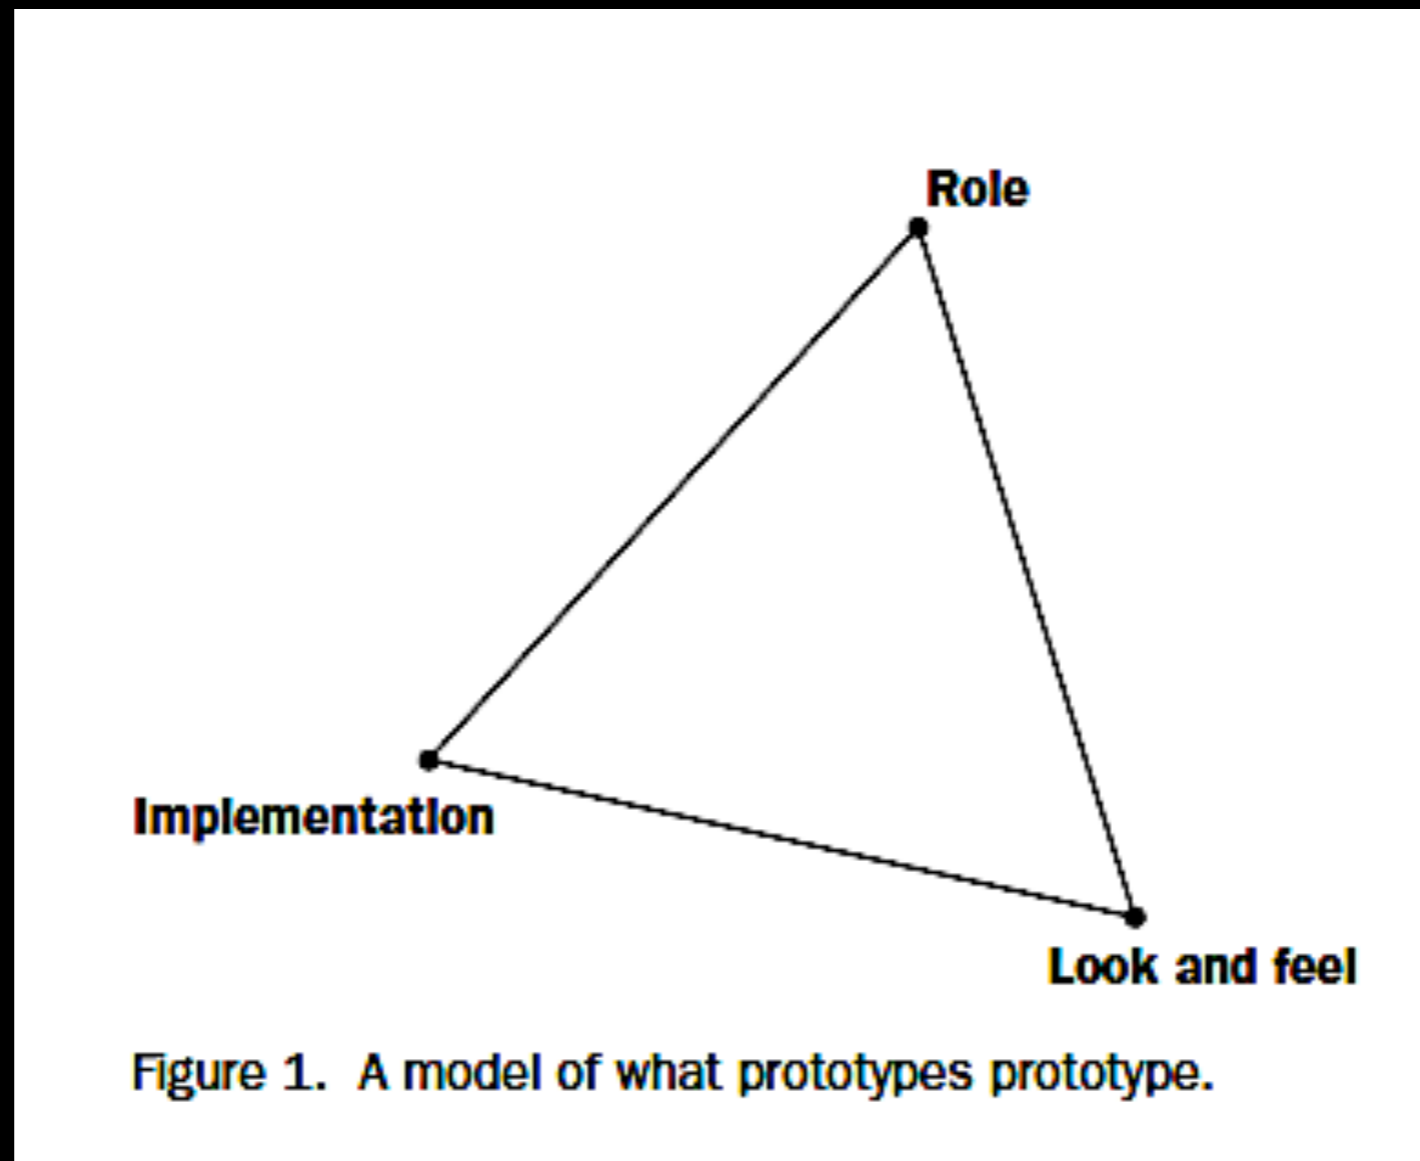 Role
Implementation
Look and feel
Figure 1. A model of what prototypes prototype.